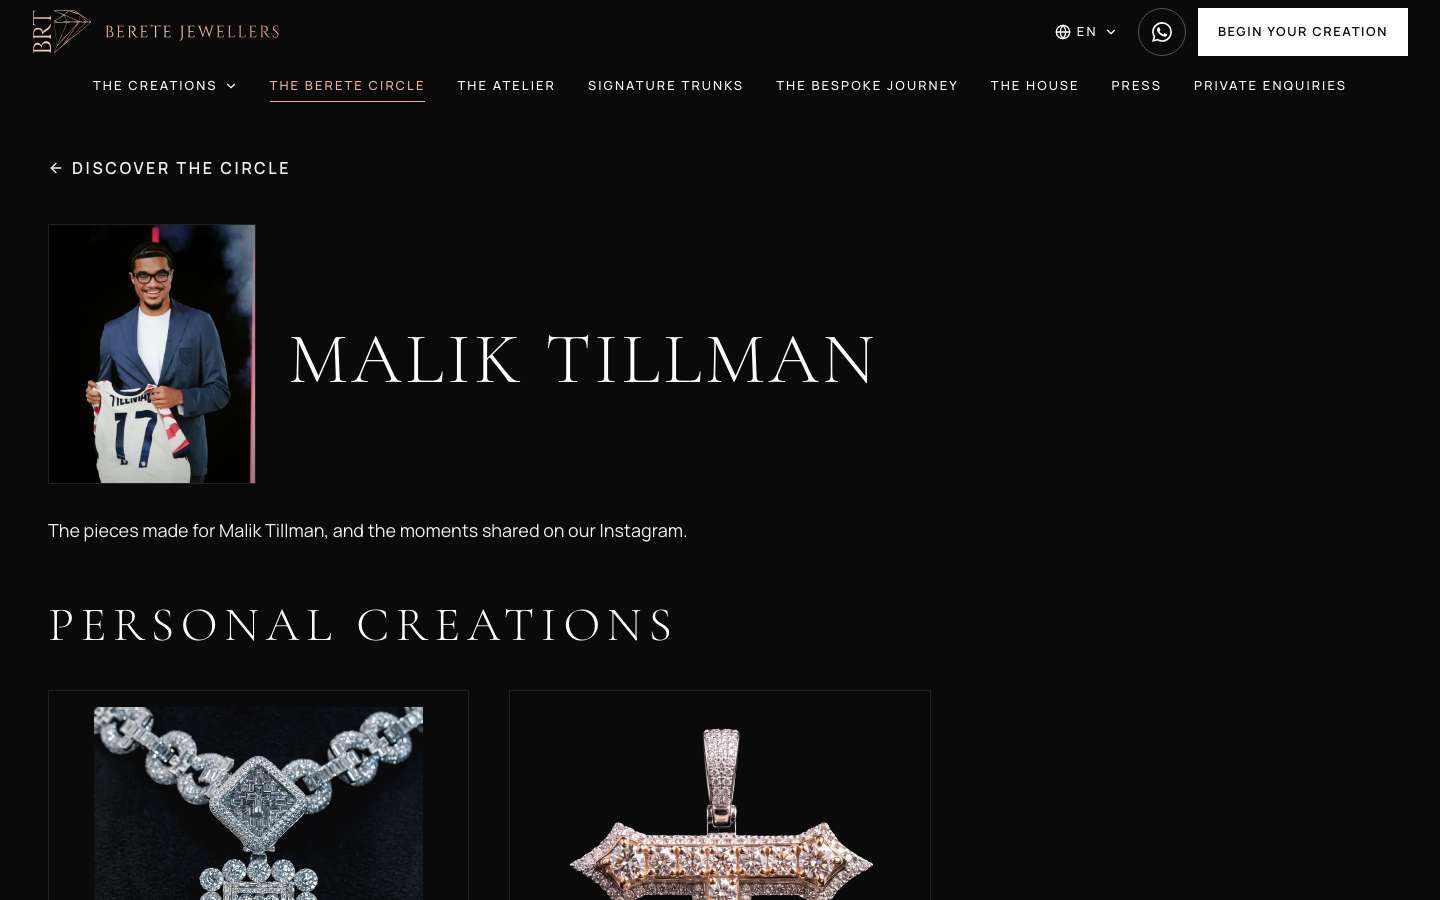 BRT
BERETE JEWELLERS
EN
BEGIN YOUR CREATION
THE CREATIONS
THE BERETE CIRCLE
THE ATELIER
SIGNATURE TRUNKS
THE BESPOKE JOURNEY
THE HOUSE
PRESS
PRIVATE ENQUIRIES
← DISCOVER THE CIRCLE
TILLMAN
17
MALIK TILLMAN
The pieces made for Malik Tillman, and the moments shared on our Instagram.
PERSONAL CREATIONS